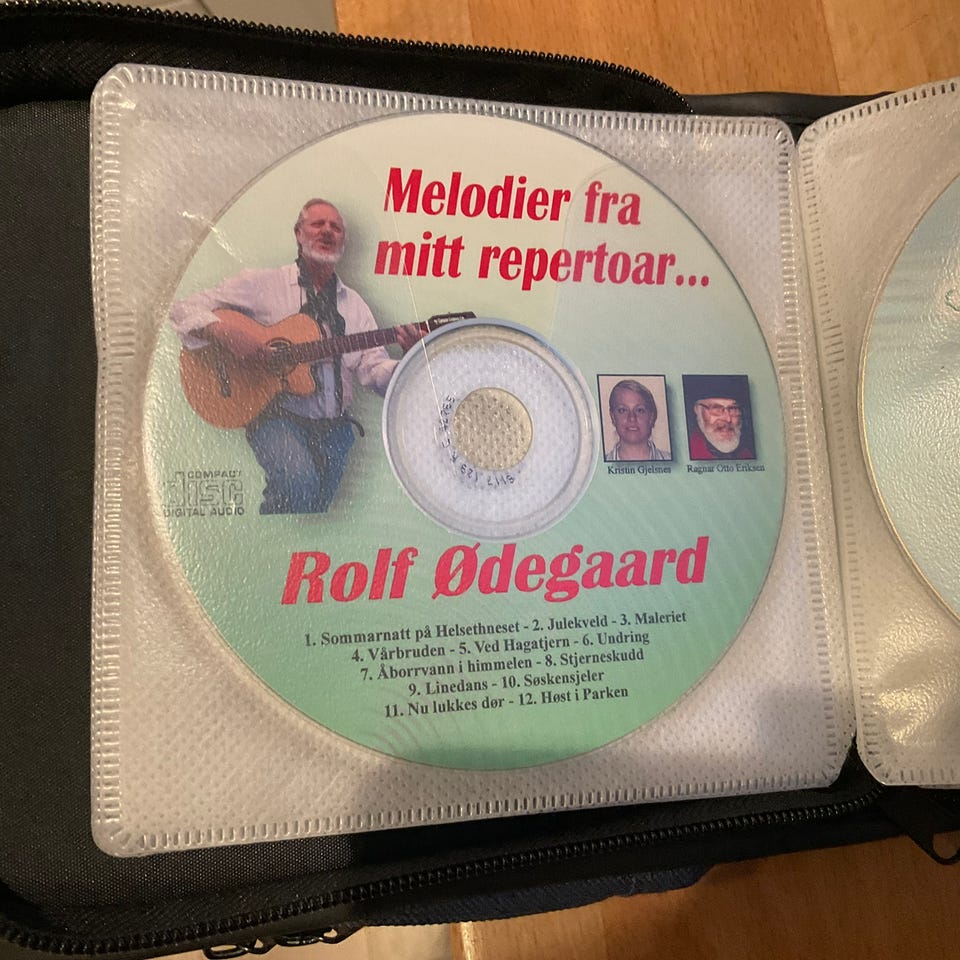 Melodier fra
mitt repertoar...
Kristin Gjelsnes
Ragnar Otto Eriksen
COMPACT
disc
DIGITAL AUDIO
Rolf Ødegaard
1. Sommarnatt på Helsethneset - 2. Julekveld - 3. Maleriet
4. Vårbruden - 5. Ved Hagatjern - 6. Undring
7. Åborrvann i himmelen - 8. Stjerneskudd
9. Linedans - 10. Søskensjeler
11. Nu lukkes dør - 12. Høst i Parken